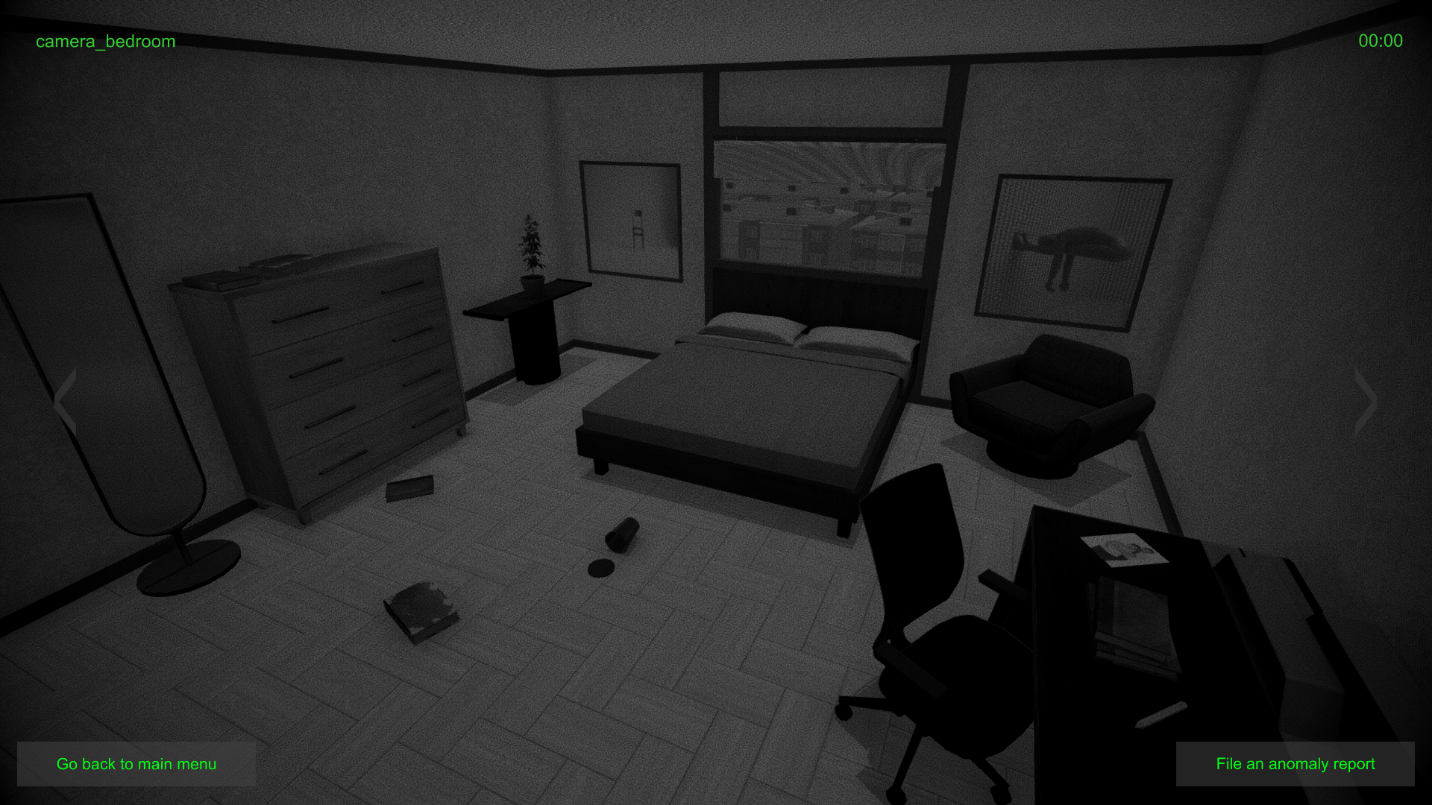 camera_bedroom
00:00
Go back to main menu
File an anomaly report